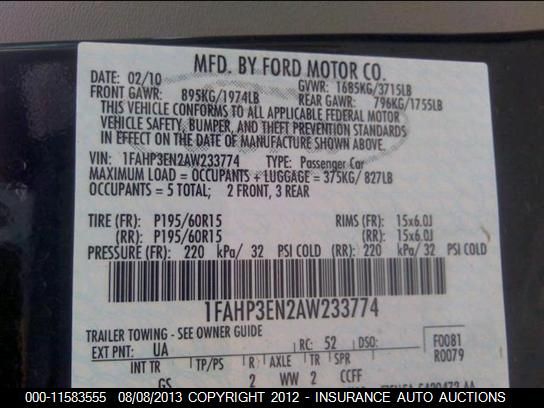 MFD. BY FORD MOTOR CO.
DATE: 02/10 GVWR: 1685KG/3715LB
FRONT GAWR: 895KG/1974LB REAR GAWR: 796KG/1755LB
THIS VEHICLE CONFORMS TO ALL APPLICABLE FEDERAL MOTOR
VEHICLE SAFETY, BUMPER, AND THEFT PREVENTION STANDARDS
IN EFFECT ON THE DATE OF MANUFACTURE SHOWN ABOVE.
VIN: 1FAHP3EN2AW233774 TYPE: Passenger Car
MAXIMUM LOAD = OCCUPANTS + LUGGAGE = 375KG/ 827LB
OCCUPANTS = 5 TOTAL; 2 FRONT, 3 REAR
TIRE (FR): P195/60R15 RIMS (FR): 15x6.0J
(RR): P195/60R15 (RR): 15x6.0J
PRESSURE (FR): 220 kPa/ 32 PSI COLD (RR): 220 kPa/ 32 PSI COLD
1FAHP3EN2AW233774
TRAILER TOWING - SEE OWNER GUIDE
EXT PNT: UA RC: 52 DSO: F0081
R0079
INT TR TP/PS R AXLE TR SPR
GS 2 WW 2 CCFF
000-11583555 08/08/2013 COPYRIGHT 2012 - INSURANCE AUTO AUCTIONS